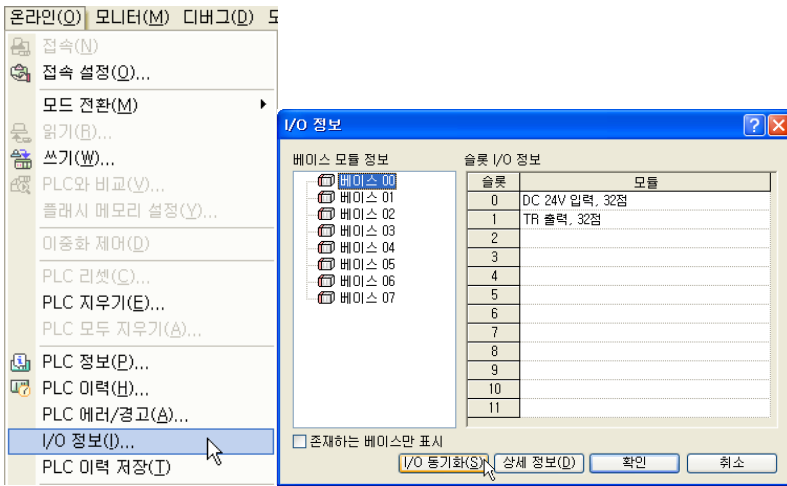 온라인(O) 모니터(M) 디버그(D)
접속(N)
접속 설정(O)...
모드 전환(M)
읽기(R)...
쓰기(W)...
PLC와 비교(V)...
플래시 메모리 설정(Y)...
이중화 제어(D)
PLC 리셋(C)...
PLC 지우기(E)...
PLC 모두 지우기(A)...
PLC 정보(P)...
PLC 이력(H)...
PLC 에러/경고(A)...
I/O 정보(I)...
PLC 이력 저장(T)
I/O 정보
베이스 모듈 정보
베이스 00
베이스 01
베이스 02
베이스 03
베이스 04
베이스 05
베이스 06
베이스 07
슬롯 I/O 정보
슬롯 모듈
0 DC 24V 입력, 32점
1 TR 출력, 32점
2
3
4
5
6
7
8
9
10
11
존재하는 베이스만 표시
I/O 동기화(S) 상세 정보(D) 확인 취소